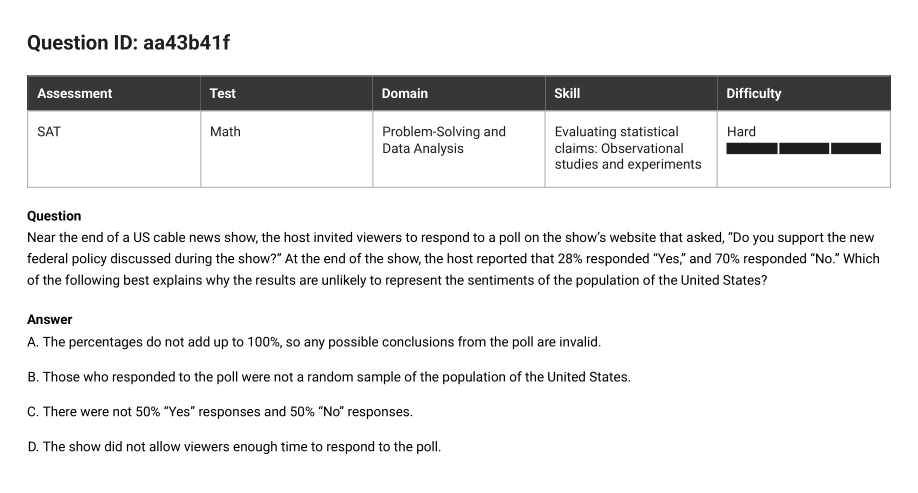 Question ID: aa43b41f
Assessment Test Domain Skill Difficulty
SAT Math Problem-Solving and Data Analysis Evaluating statistical claims: Observational studies and experiments Hard
Question
Near the end of a US cable news show, the host invited viewers to respond to a poll on the show’s website that asked, “Do you support the new
federal policy discussed during the show?” At the end of the show, the host reported that 28% responded “Yes,” and 70% responded “No.” Which
of the following best explains why the results are unlikely to represent the sentiments of the population of the United States?
Answer
A. The percentages do not add up to 100%, so any possible conclusions from the poll are invalid.
B. Those who responded to the poll were not a random sample of the population of the United States.
C. There were not 50% “Yes” responses and 50% “No” responses.
D. The show did not allow viewers enough time to respond to the poll.